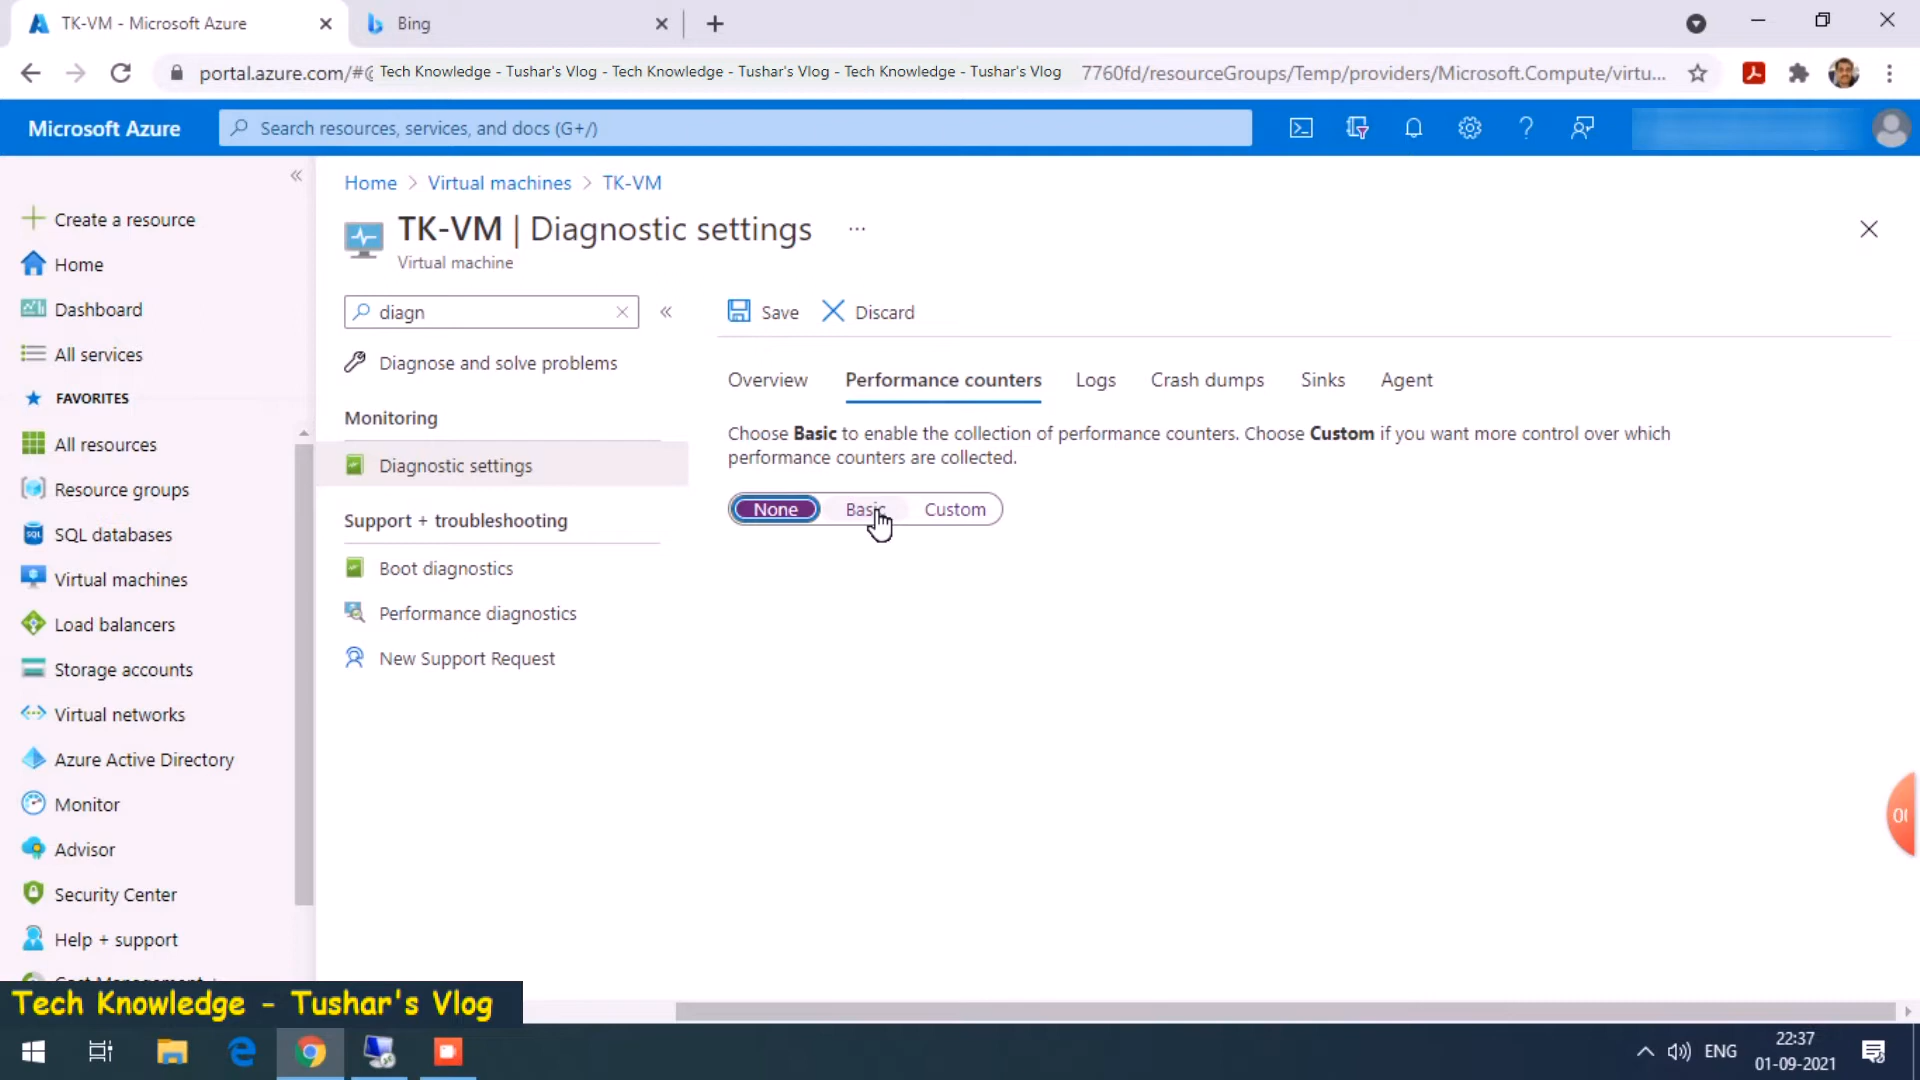 TK-VM - Microsoft Azure
Bing
portal.azure.com/#@ Tech Knowledge - Tushar's Vlog - Tech Knowledge - Tushar's Vlog - Tech Knowledge - Tushar's Vlog 7760fd/resourceGroups/Temp/providers/Microsoft.Compute/virtu...
Microsoft Azure
Search resources, services, and docs (G+/)
Create a resource
Home
Dashboard
All services
FAVORITES
All resources
Resource groups
SQL databases
Virtual machines
Load balancers
Storage accounts
Virtual networks
Azure Active Directory
Monitor
Advisor
Security Center
Help + support
Home > Virtual machines > TK-VM
TK-VM | Diagnostic settings ...
Virtual machine
diagn
Diagnose and solve problems
Monitoring
Diagnostic settings
Support + troubleshooting
Boot diagnostics
Performance diagnostics
New Support Request
Save
Discard
Overview
Performance counters
Logs
Crash dumps
Sinks
Agent
Choose Basic to enable the collection of performance counters. Choose Custom if you want more control over which
performance counters are collected.
None
Basic
Custom
Tech Knowledge - Tushar's Vlog
ENG
22:37
01-09-2021